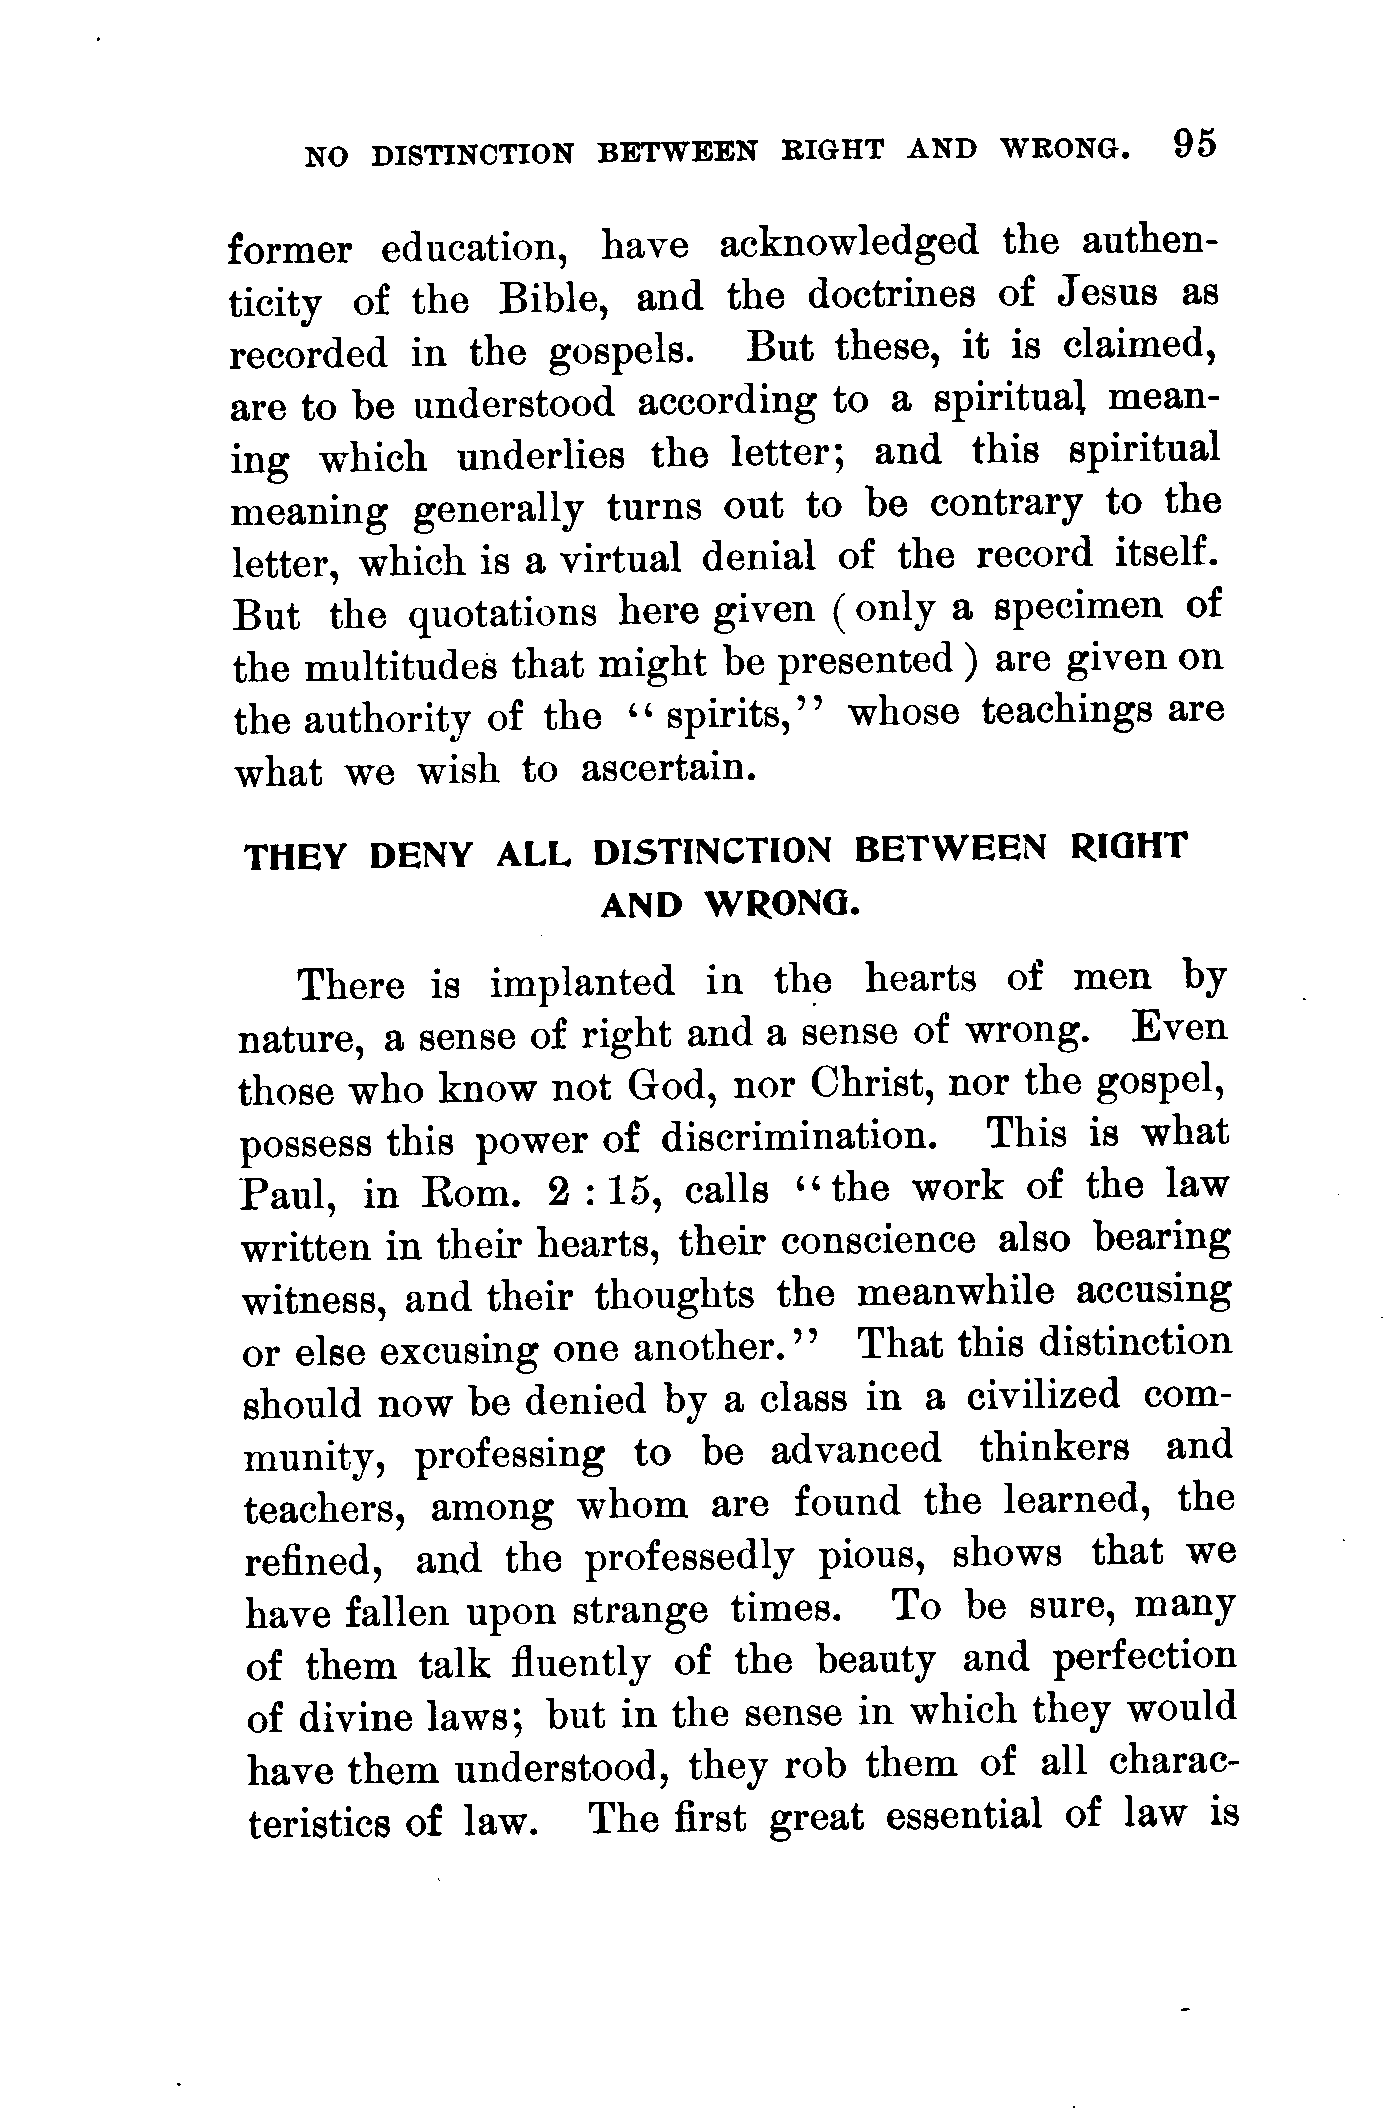 NO DISTINCTION BETWEEN RIGHT AND WRONG. 95
former education, have acknowledged the authen-
ticity of the Bible, and the doctrines of Jesus as
recorded in the gospels. But these, it is claimed,
are to be understood according to a spiritual mean-
ing which underlies the letter; and this spiritual
meaning generally turns out to be contrary to the
letter, which is a virtual denial of the record itself.
But the quotations here given ( only a specimen of
the multitudes that might be presented ) are given on
the authority of the “ spirits,” whose teachings are
what we wish to ascertain.
THEY DENY ALL DISTINCTION BETWEEN RIGHT
AND WRONG.
There is implanted in the hearts of men by
nature, a sense of right and a sense of wrong. Even
those who know not God, nor Christ, nor the gospel,
possess this power of discrimination. This is what
Paul, in Rom. 2 : 15, calls “ the work of the law
written in their hearts, their conscience also bearing
witness, and their thoughts the meanwhile accusing
or else excusing one another.” That this distinction
should now be denied by a class in a civilized com-
munity, professing to be advanced thinkers and
teachers, among whom are found the learned, the
refined, and the professedly pious, shows that we
have fallen upon strange times. To be sure, many
of them talk fluently of the beauty and perfection
of divine laws; but in the sense in which they would
have them understood, they rob them of all charac-
teristics of law. The first great essential of law is